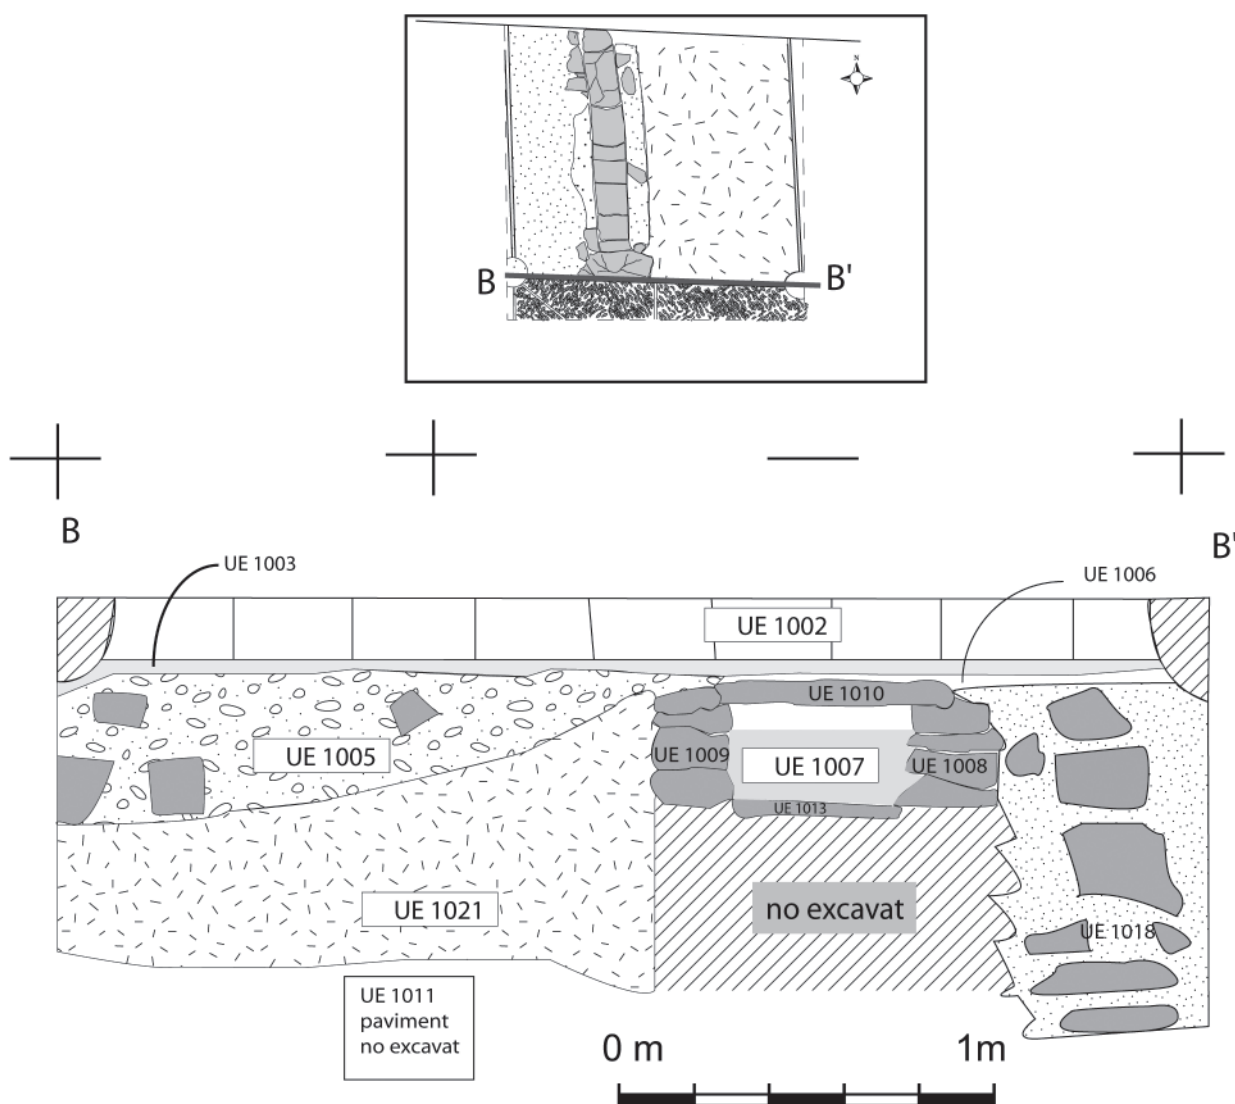 N
B
B'
B
B'
UE 1003
UE 1006
UE 1002
UE 1010
UE 1005
UE 1009
UE 1007
UE 1008
UE 1013
UE 1021
no excavat
UE 1018
UE 1011
paviment
no excavat
0 m
1m